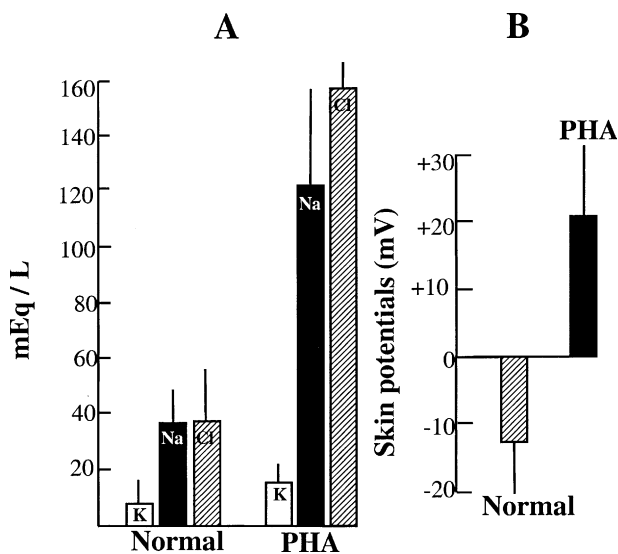 A
mEq / L
160
140
120
100
80
60
40
20
K
Na
Cl
K
Na
Cl
Normal
PHA
B
Skin potentials (mV)
+30
+20
+10
0
-10
-20
PHA
Normal